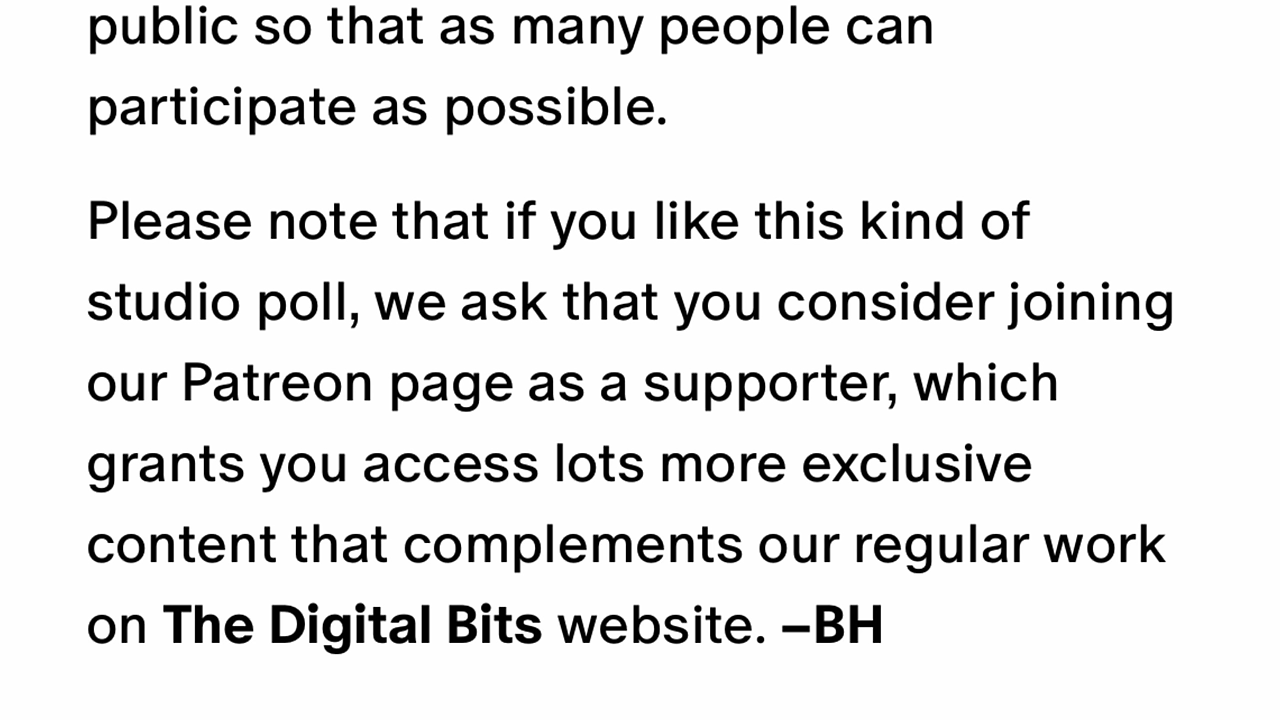 public so that as many people can
participate as possible.
Please note that if you like this kind of
studio poll, we ask that you consider joining
our Patreon page as a supporter, which
grants you access lots more exclusive
content that complements our regular work
on The Digital Bits website. –BH